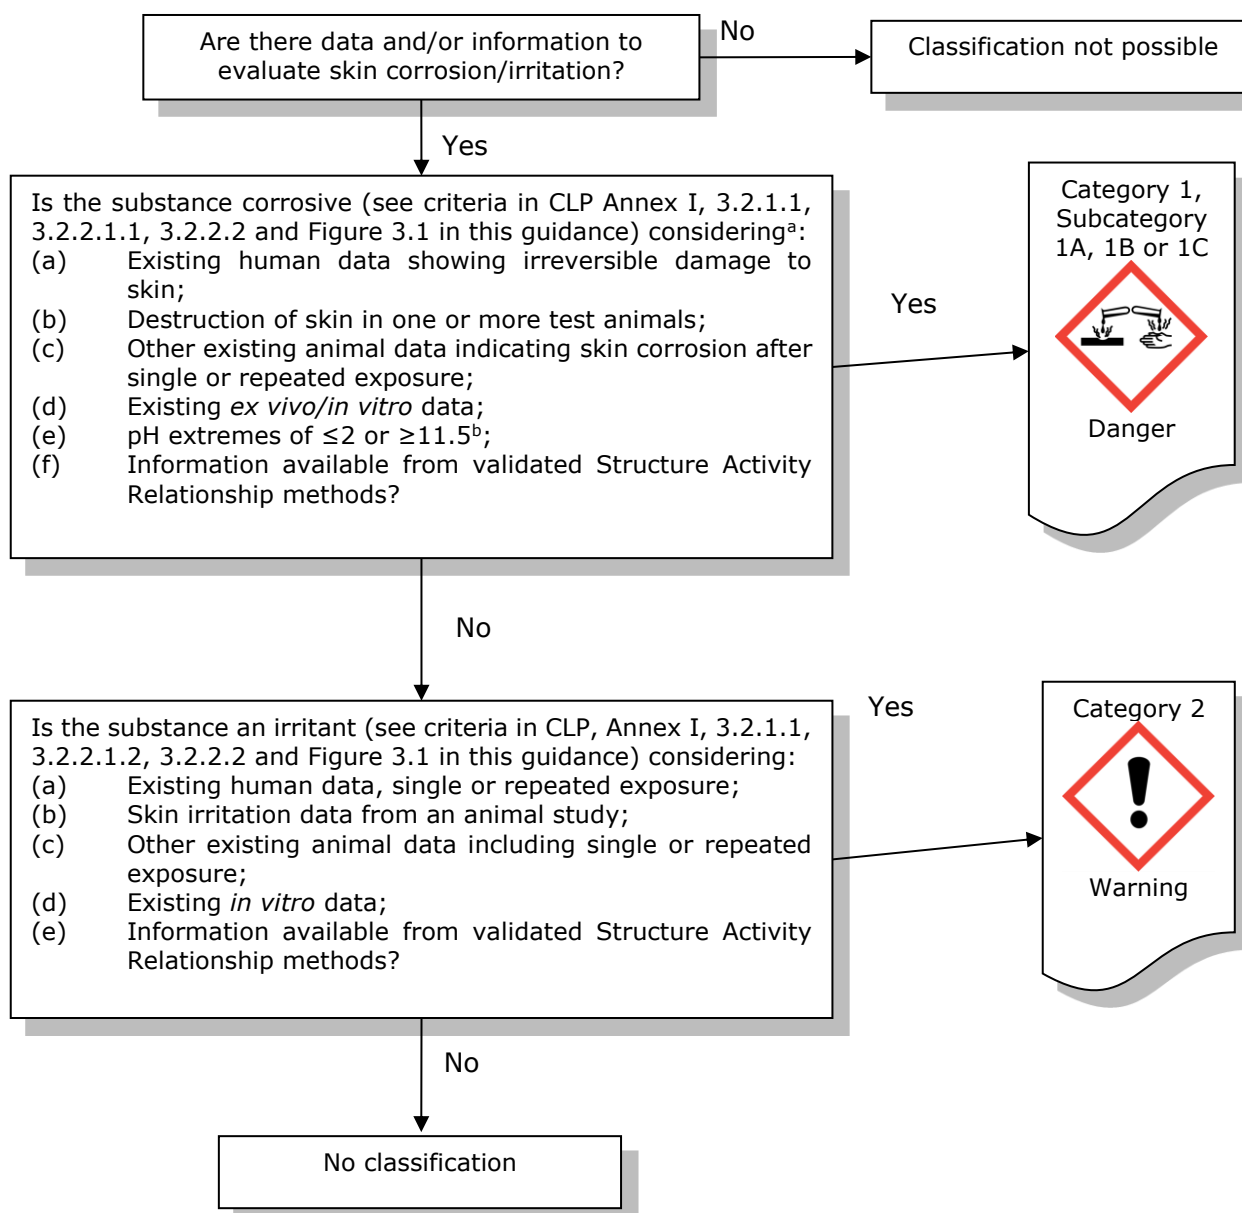 Are there data and/or information to
evaluate skin corrosion/irritation?
No
Classification not possible
Yes
Is the substance corrosive (see criteria in CLP Annex I, 3.2.1.1,
3.2.2.1.1, 3.2.2.2 and Figure 3.1 in this guidance) consideringᵃ:
(a) Existing human data showing irreversible damage to
skin;
(b) Destruction of skin in one or more test animals;
(c) Other existing animal data indicating skin corrosion after
single or repeated exposure;
(d) Existing ex vivo/in vitro data;
(e) pH extremes of ≤2 or ≥11.5ᵇ;
(f) Information available from validated Structure Activity
Relationship methods?
Yes
Category 1,
Subcategory
1A, 1B or 1C
Danger
No
Is the substance an irritant (see criteria in CLP, Annex I, 3.2.1.1,
3.2.2.1.2, 3.2.2.2 and Figure 3.1 in this guidance) considering:
(a) Existing human data, single or repeated exposure;
(b) Skin irritation data from an animal study;
(c) Other existing animal data including single or repeated
exposure;
(d) Existing in vitro data;
(e) Information available from validated Structure Activity
Relationship methods?
Yes
Category 2
Warning
No
No classification